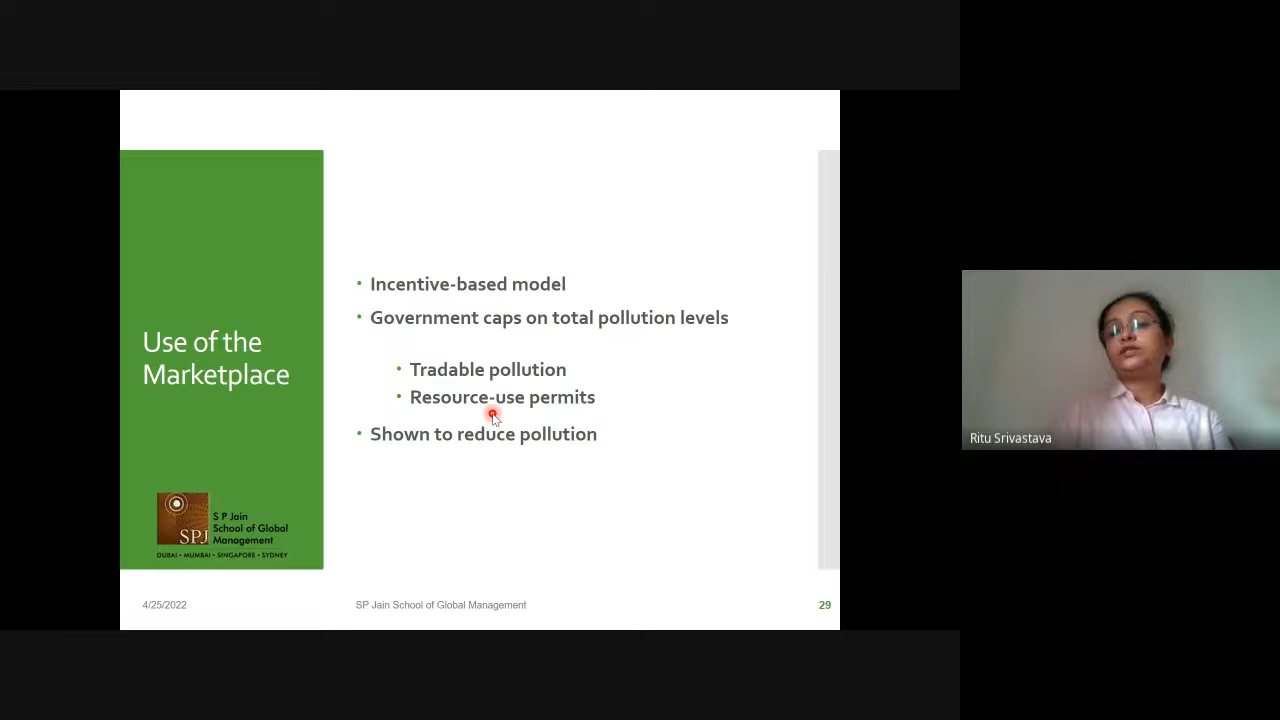 Use of the
Marketplace
• Incentive-based model
• Government caps on total pollution levels
• Tradable pollution
• Resource-use permits
• Shown to reduce pollution
SPJ
S P Jain
School of Global
Management
DUBAI • MUMBAI • SINGAPORE • SYDNEY
4/25/2022
SP Jain School of Global Management
29
Ritu Srivastava